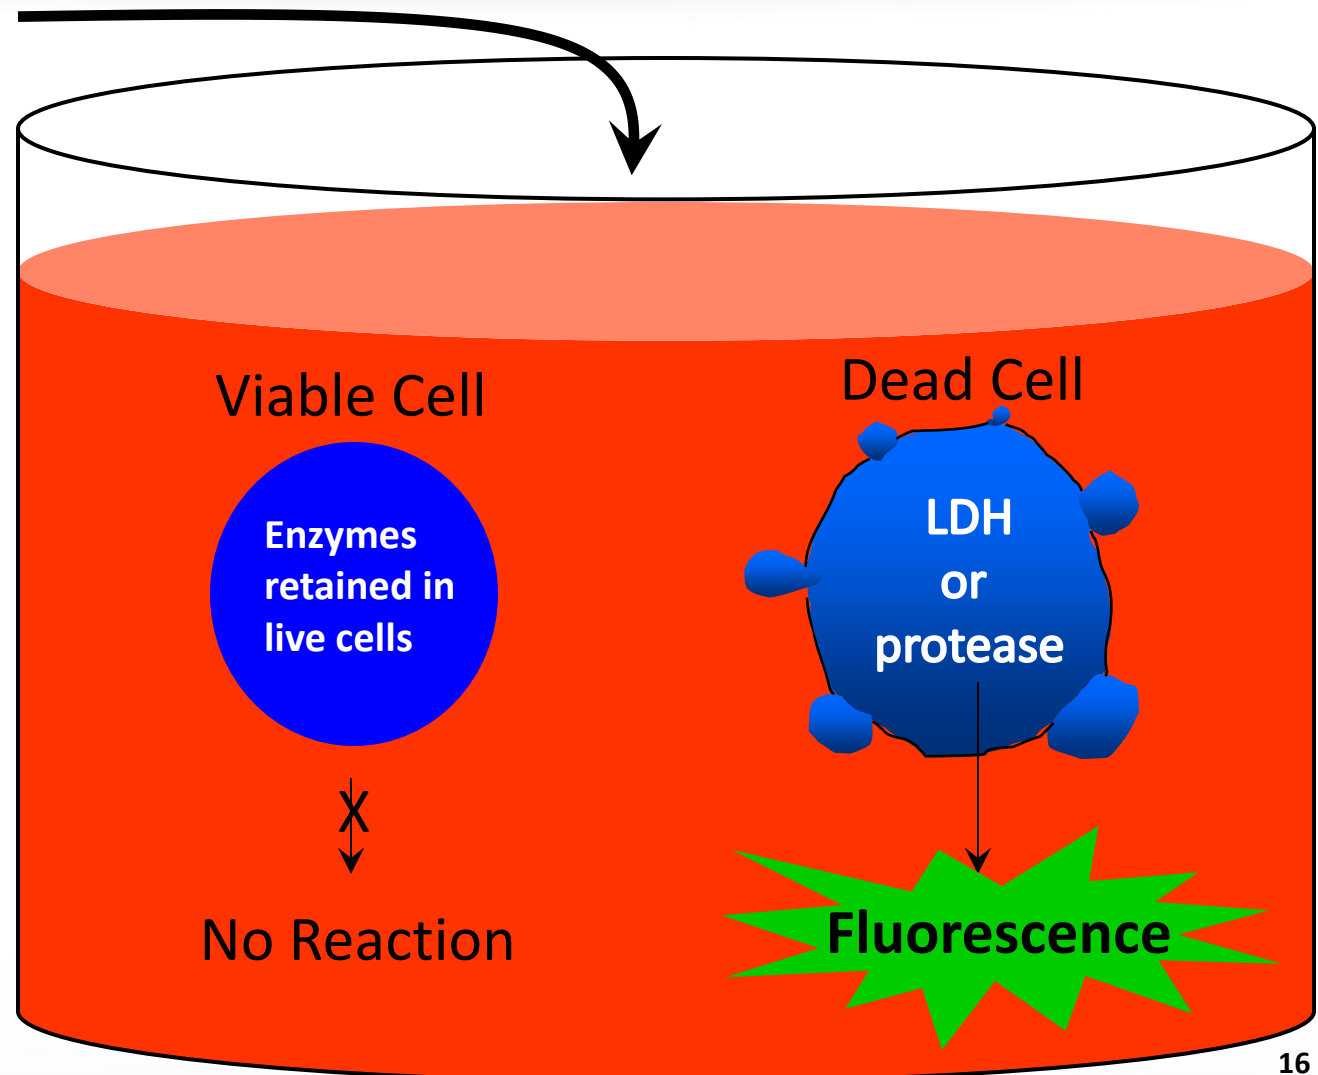 Viable Cell
Dead Cell
Enzymes
retained in
live cells
LDH
or
protease
X
No Reaction
Fluorescence
16